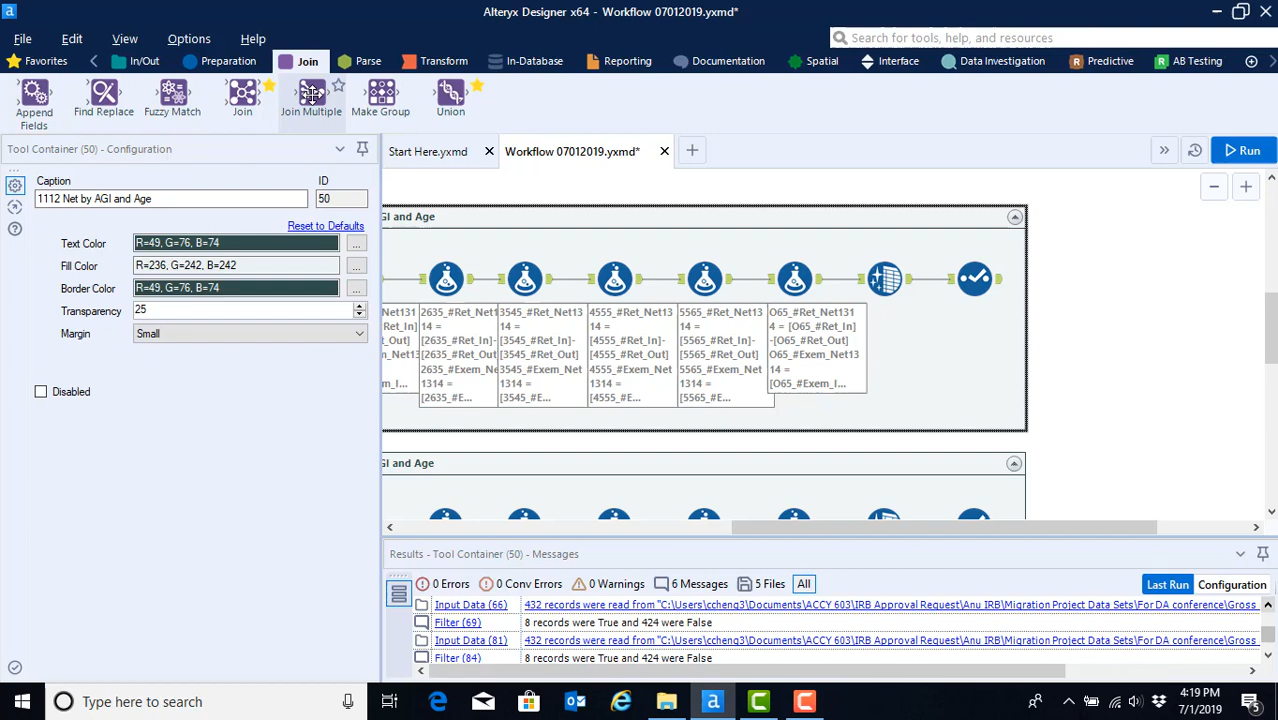 Alteryx Designer x64 - Workflow 07012019.yxmd*
File Edit View Options Help
Search for tools, help, and resources
Favorites In/Out Preparation Join Parse Transform In-Database Reporting Documentation Spatial Interface Data Investigation Predictive AB Testing
Append Fields
Find Replace
Fuzzy Match
Join
Join Multiple
Make Group
Union
Tool Container (50) - Configuration
Start Here.yxmd
Workflow 07012019.yxmd*
Run
Caption
ID
1112 Net by AGI and Age
50
Reset to Defaults
Text Color
R=49, G=76, B=74
...
Fill Color
R=236, G=242, B=242
...
Border Color
R=49, G=76, B=74
...
Transparency
25
Margin
Small
Disabled
GI and Age
Net131
Ret_In]
Ret_Out]
Exem_Net
em_I...
2635_#Ret_Net13
14 =
[2635_#Ret_In]-
[2635_#Ret_Out]
2635_#Exem_Net
1314 =
[2635_#E...
3545_#Ret_Net13
14 =
[3545_#Ret_In]-
[3545_#Ret_Out]
3545_#Exem_Net
1314 =
[3545_#E...
4555_#Ret_Net13
14 =
[4555_#Ret_In]-
[4555_#Ret_Out]
4555_#Exem_Net
1314 =
[4555_#E...
5565_#Ret_Net13
14 =
[5565_#Ret_In]-
[5565_#Ret_Out]
5565_#Exem_Net
1314 =
[5565_#E...
O65_#Ret_Net131
4 = [O65_#Ret_In]
-[O65_#Ret_Out]
O65_#Exem_Net13
14 =
[O65_#Exem_I...
GI and Age
Results - Tool Container (50) - Messages
0 Errors 0 Conv Errors 0 Warnings 6 Messages 5 Files All
Last Run Configuration
Input Data (66) 432 records were read from "C:\Users\ccheng3\Documents\ACCY 603\IRB Approval Request\Anu IRB\Migration Project Data Sets\For DA conference\Gross
Filter (69) 8 records were True and 424 were False
Input Data (81) 432 records were read from "C:\Users\ccheng3\Documents\ACCY 603\IRB Approval Request\Anu IRB\Migration Project Data Sets\For DA conference\Gross
Filter (84) 8 records were True and 424 were False
Type here to search
4:19 PM
7/1/2019
5